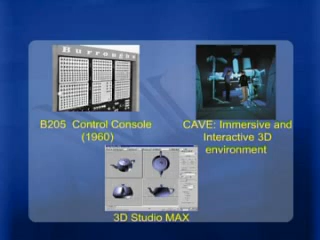 Burroughs
B205 Control Console
(1960)
CAVE: Immersive and
Interactive 3D
environment
3D Studio MAX